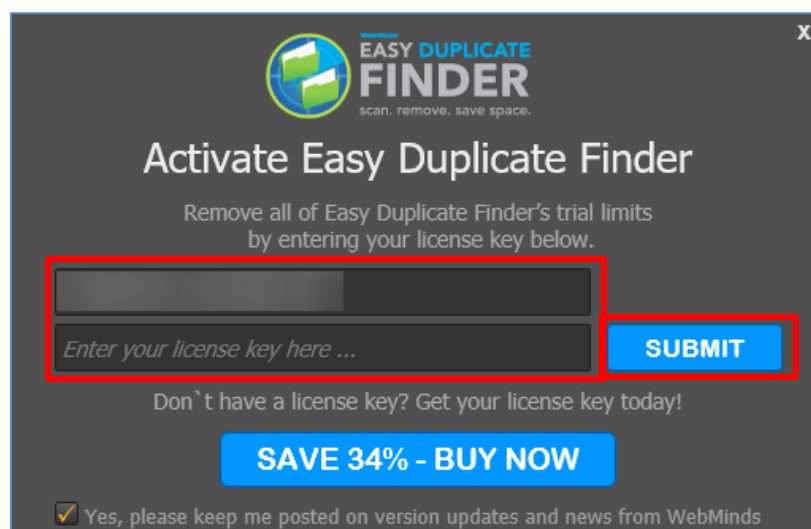 x
EASY DUPLICATE
FINDER
scan. remove. save space.
Activate Easy Duplicate Finder
Remove all of Easy Duplicate Finder's trial limits
by entering your license key below.
Enter your license key here ...
SUBMIT
Don`t have a license key? Get your license key today!
SAVE 34% - BUY NOW
Yes, please keep me posted on version updates and news from WebMinds